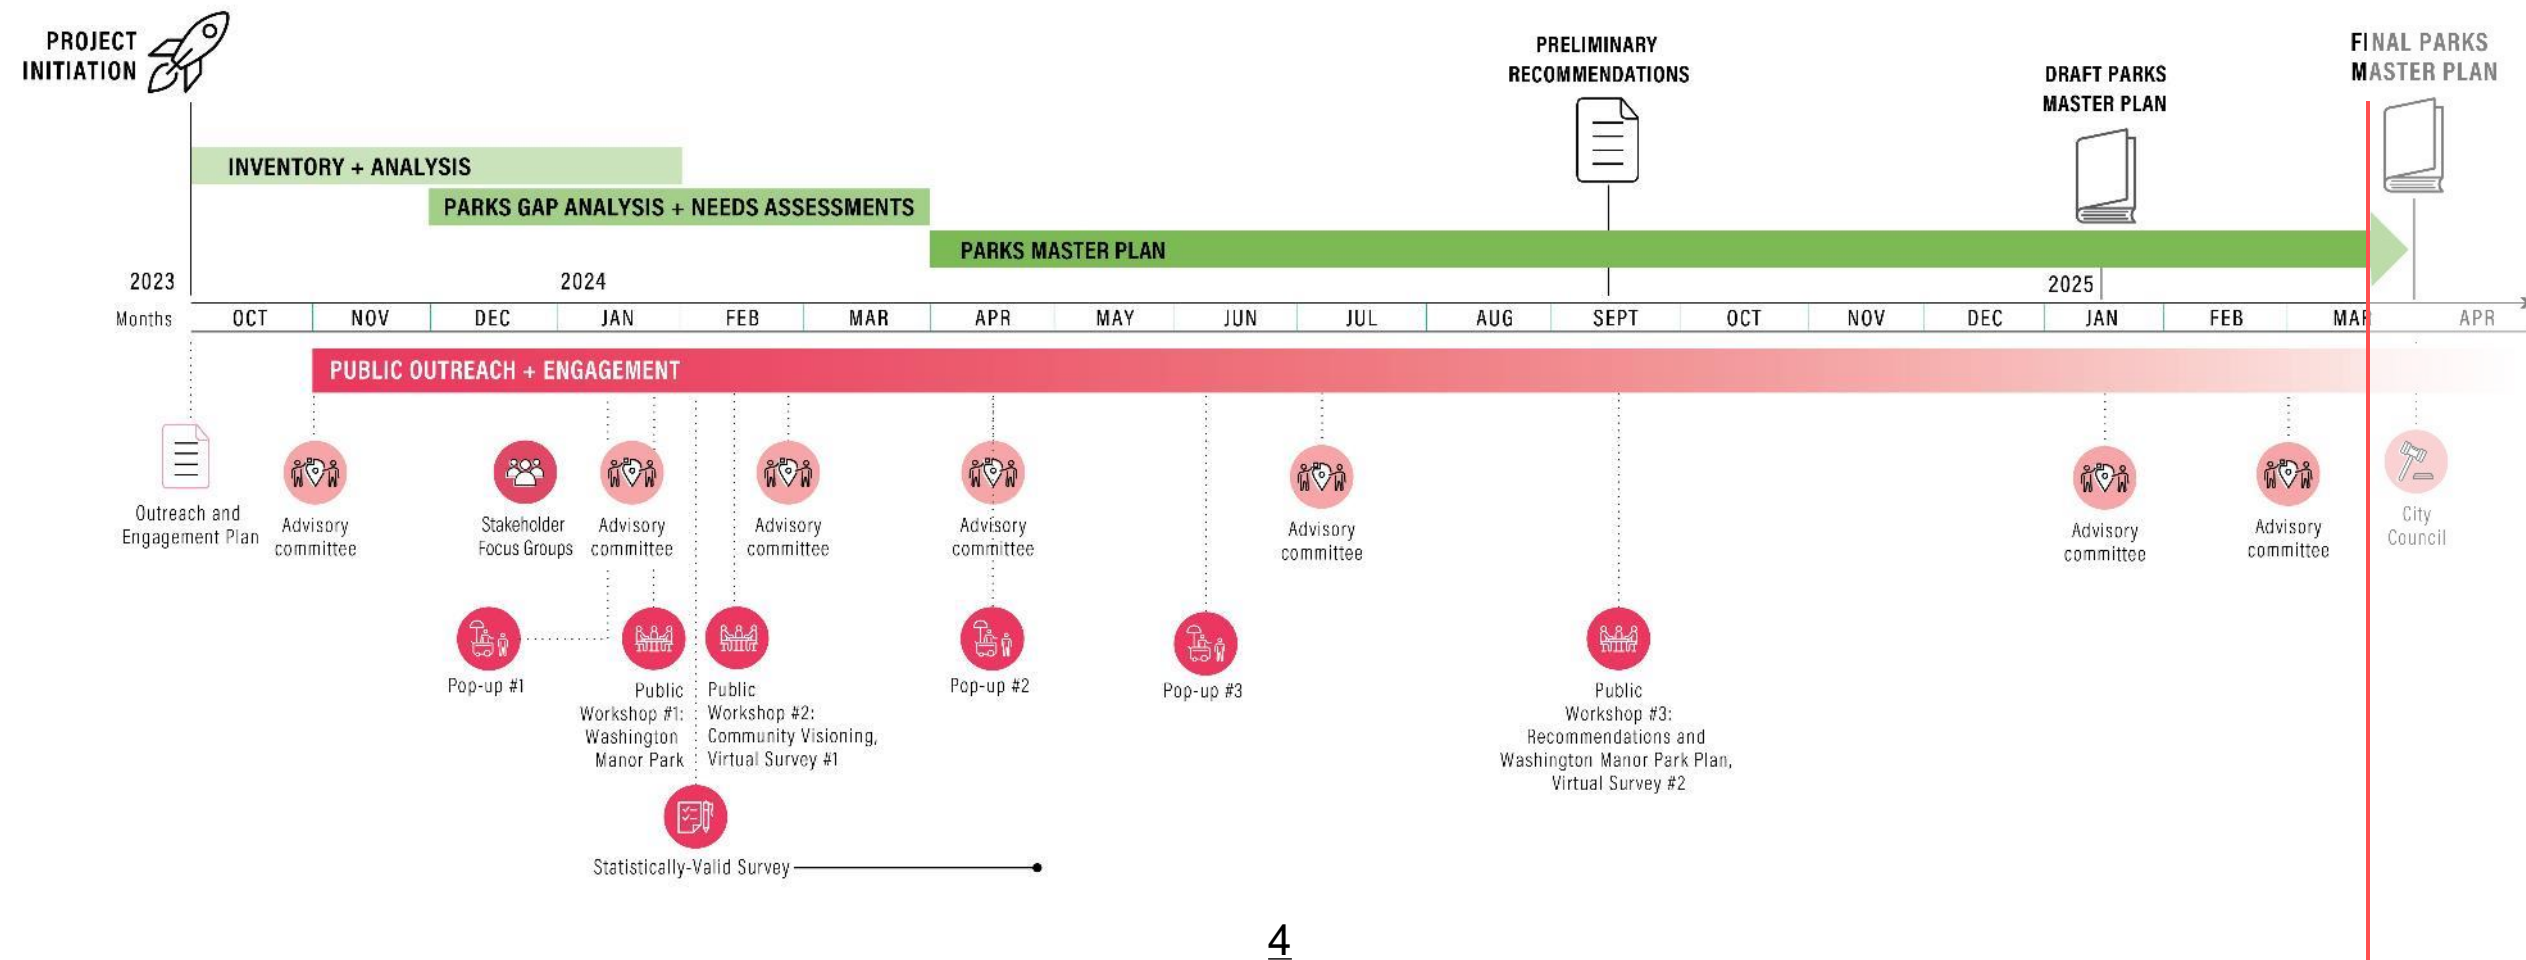 PROJECT
INITIATION
PRELIMINARY
RECOMMENDATIONS
DRAFT PARKS
MASTER PLAN
FINAL PARKS
MASTER PLAN
INVENTORY + ANALYSIS
PARKS GAP ANALYSIS + NEEDS ASSESSMENTS
PARKS MASTER PLAN
2023 2024 2025
Months OCT NOV DEC JAN FEB MAR APR MAY JUN JUL AUG SEPT OCT NOV DEC JAN FEB MAR APR
PUBLIC OUTREACH + ENGAGEMENT
Outreach and
Engagement Plan
Advisory
committee
Stakeholder
Focus Groups
Advisory
committee
Advisory
committee
Advisory
committee
Advisory
committee
Advisory
committee
Advisory
committee
City
Council
Pop-up #1
Public
Workshop #1:
Washington
Manor Park
Public
Workshop #2:
Community Visioning,
Virtual Survey #1
Pop-up #2
Pop-up #3
Public
Workshop #3:
Recommendations and
Washington Manor Park Plan,
Virtual Survey #2
Statistically-Valid Survey
4